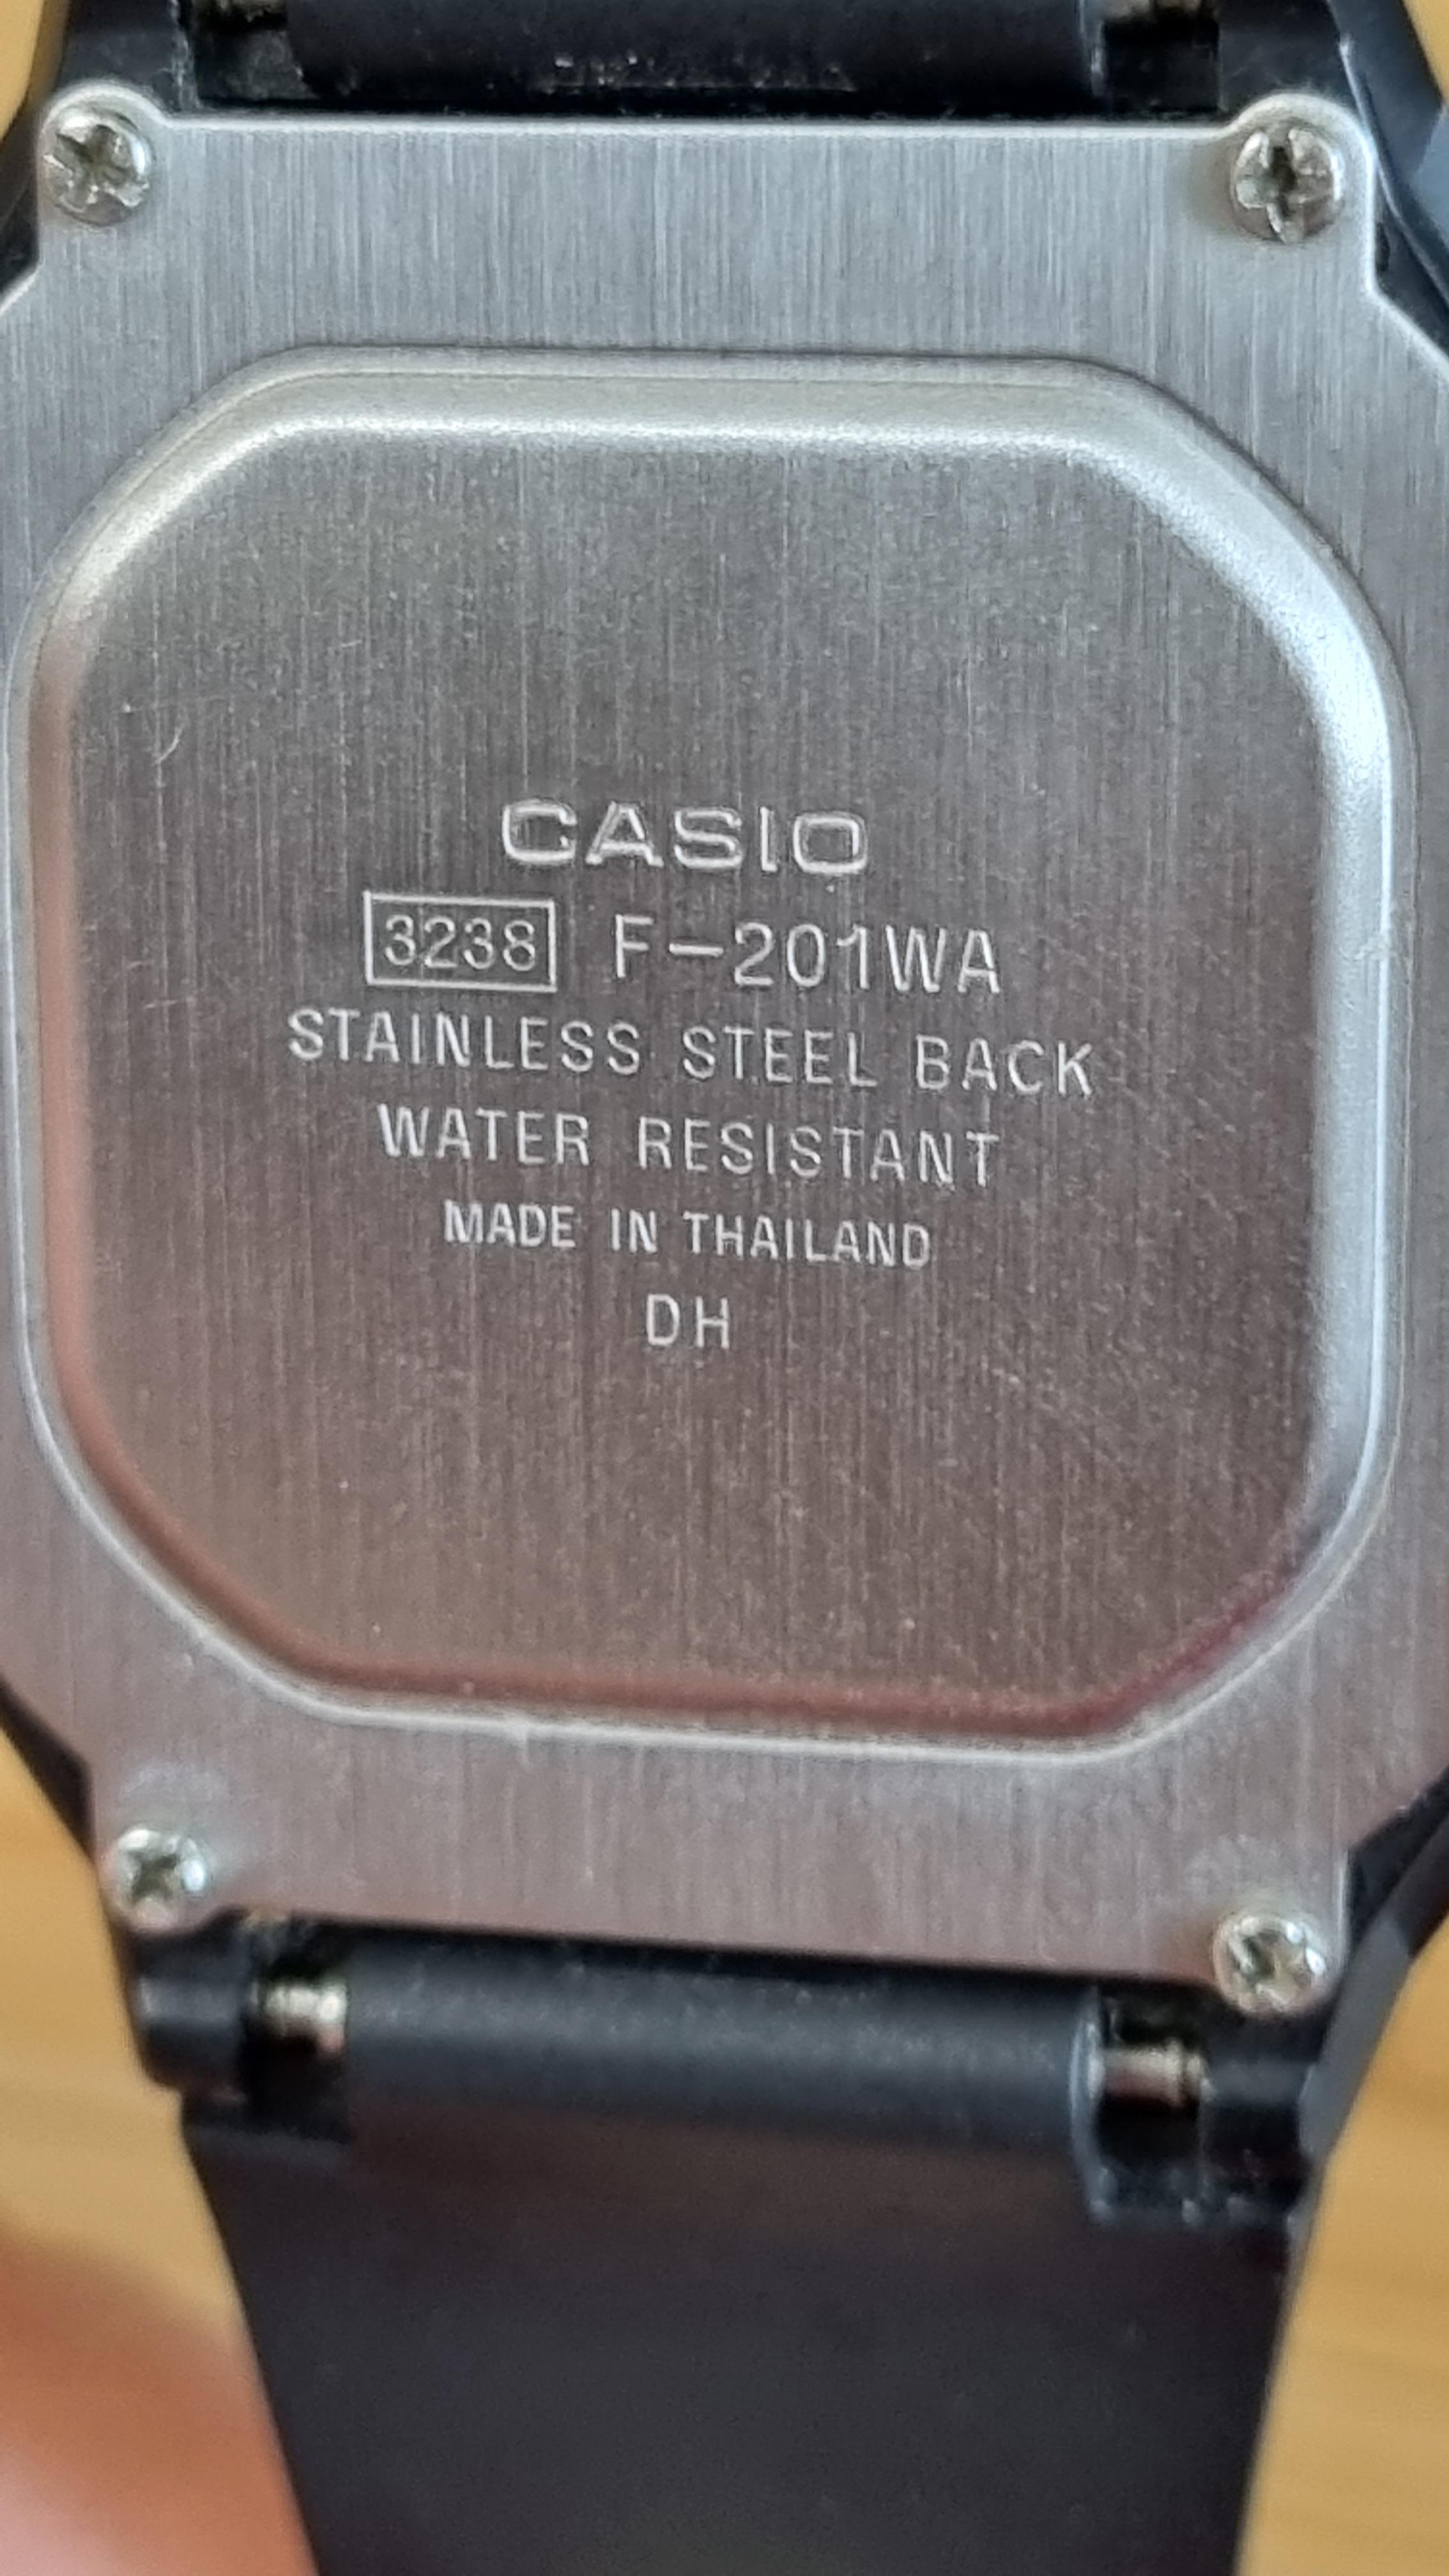 CASIO
3238 F-201WA
STAINLESS STEEL BACK
WATER RESISTANT
MADE IN THAILAND
DH